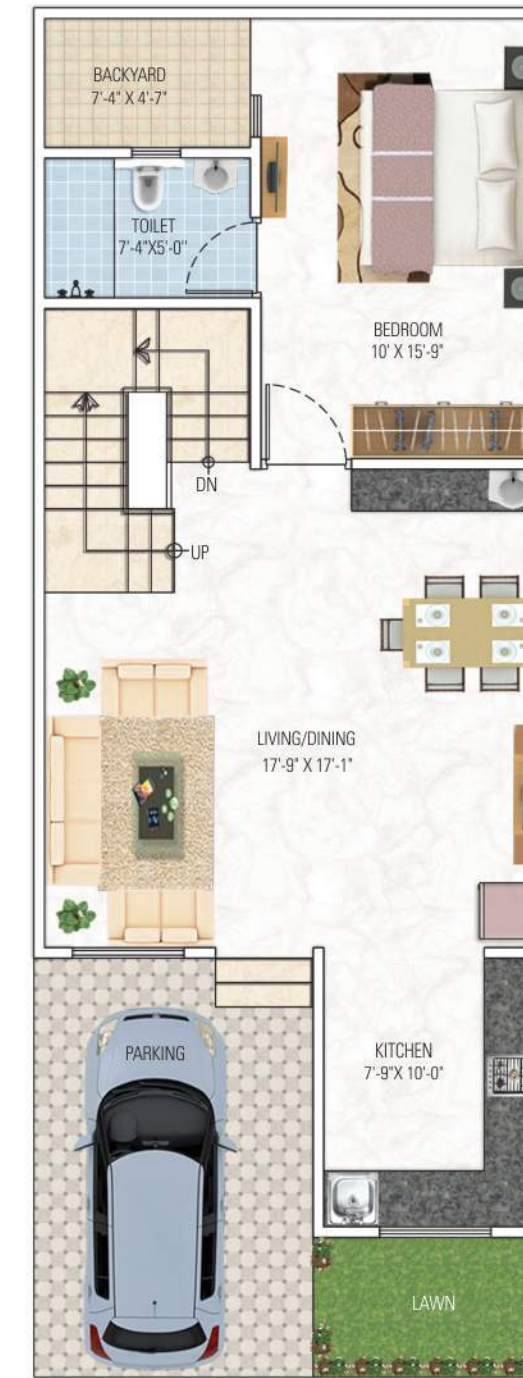 BACKYARD
7'-4" X 4'-7"
TOILET
7'-4"X5'-0"
BEDROOM
10' X 15'-9"
DN
UP
LIVING/DINING
17'-9" X 17'-1"
PARKING
KITCHEN
7'-9"X 10'-0"
LAWN